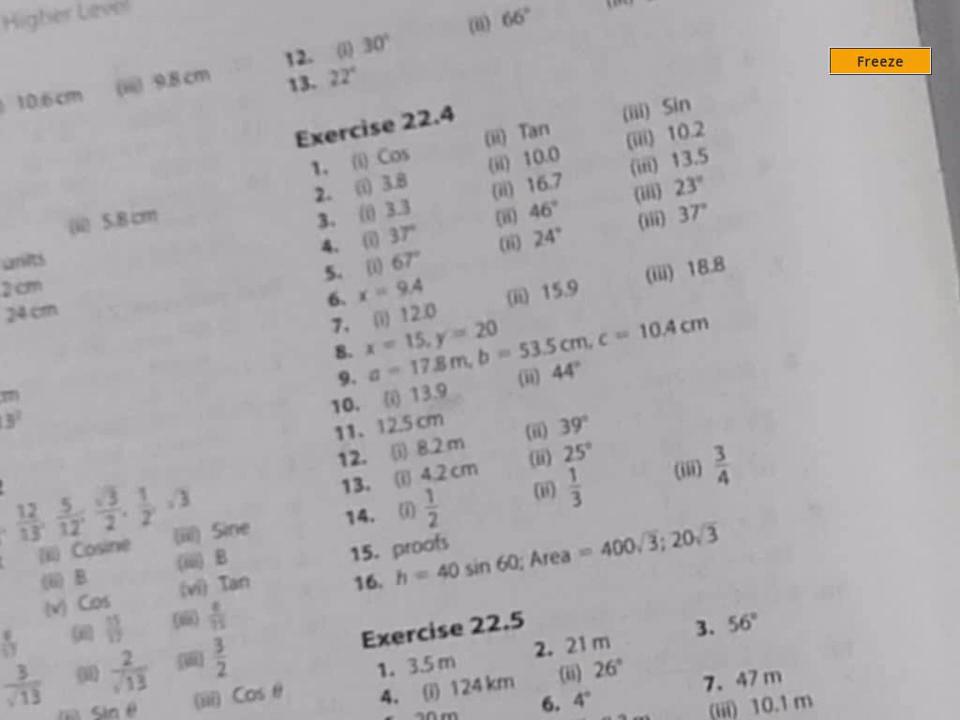 Higher Level
10.6 cm (iii) 9.8 cm
(ii) 5.8 cm
units
2 cm
24 cm
12/13, 5/12, √3/2, 1/2, √3
(ii) Cosine (iii) Sine
(ii) B (iii) B
(v) Cos (vi) Tan
3/√13 (ii) 2/√13 (iii) 3/2
Sin θ (iii) Cos θ
12. (i) 30° (ii) 66°
13. 22°
Exercise 22.4
1. (i) Cos (ii) Tan (iii) Sin
2. (i) 3.8 (ii) 10.0 (iii) 10.2
3. (i) 3.3 (ii) 16.7 (iii) 13.5
4. (i) 37° (ii) 46° (iii) 23°
5. (i) 67° (ii) 24° (iii) 37°
6. x = 9.4
7. (i) 12.0 (ii) 15.9 (iii) 18.8
8. x = 15, y = 20
9. a = 17.8 m, b = 53.5 cm, c = 10.4 cm
10. (i) 13.9 (ii) 44°
11. 12.5 cm
12. (i) 8.2 m (ii) 39°
13. (i) 4.2 cm (ii) 25°
14. (i) 1/2 (ii) 1/3 (iii) 3/4
15. proofs
16. h = 40 sin 60; Area = 400√3; 20√3
Exercise 22.5
1. 3.5 m 2. 21 m 3. 56°
4. (i) 124 km (ii) 26°
6. 4° 7. 47 m
(iii) 10.1 m
Freeze